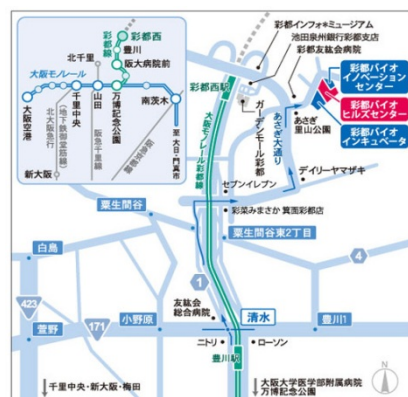 彩都西
彩都線
豊川
阪大病院前
北千里
大阪モノレール
大阪空港
千里中央
山田
万博記念公園
南茨木
(地下鉄御堂筋線)
北大阪急行
阪急千里線
阪急京都線
至 大日・門真市
新大阪
彩都インフォ*ミュージアム
池田泉州銀行彩都支店
彩都友紘会病院
彩都西駅
ガーデンモール彩都
あさぎ大通り
あさぎ
里山公園
彩都バイオ
イノベーション
センター
彩都バイオ
ヒルズセンター
彩都バイオ
インキュベータ
大阪モノレール彩都線
セブンイレブン
デイリーヤマザキ
彩菜みまさか 箕面彩都店
粟生間谷
粟生間谷東2丁目
白島
1
4
423
171
萱野
小野原
友紘会
総合病院
清水
豊川1
ニトリ
ローソン
豊川駅
千里中央・新大阪・梅田
大阪大学医学部附属病院
万博記念公園
N